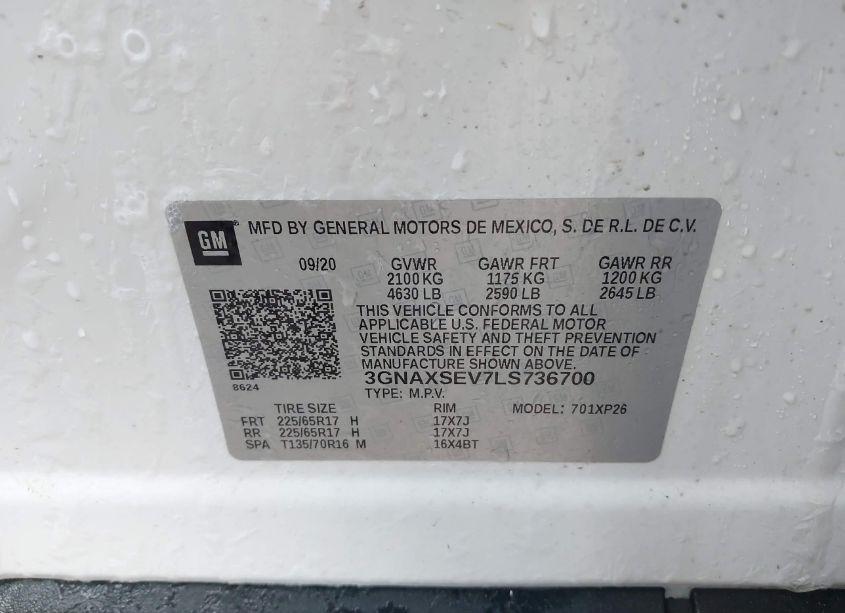 GM® MFD BY GENERAL MOTORS DE MEXICO, S. DE R.L. DE C.V.
09/20 GVWR GAWR FRT GAWR RR
2100 KG 1175 KG 1200 KG
4630 LB 2590 LB 2645 LB
THIS VEHICLE CONFORMS TO ALL
APPLICABLE U.S. FEDERAL MOTOR
VEHICLE SAFETY AND THEFT PREVENTION
STANDARDS IN EFFECT ON THE DATE OF
MANUFACTURE SHOWN ABOVE.
8624 3GNAXSEV7LS736700
TYPE: M.P.V.
TIRE SIZE RIM MODEL: 701XP26
FRT 225/65R17 H 17X7J
RR 225/65R17 H 17X7J
SPA T135/70R16 M 16X4BT